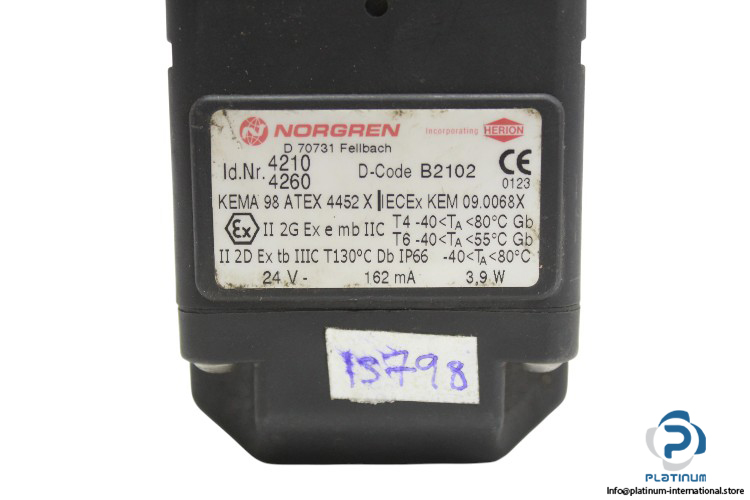 NORGREN incorporating HERION
D 70731 Fellbach
Id.Nr. 4210
4260
D-Code B2102
CE
0123
KEMA 98 ATEX 4452 X IECEx KEM 09.0068X
Ex II 2G Ex e mb IIC T4 -40<TA<80°C Gb
T6 -40<TA<55°C Gb
II 2D Ex tb IIIC T130°C Db IP66 -40<TA<80°C
24 V- 162 mA 3,9 W
15798
PLATINUM
Info@platinum-international.store